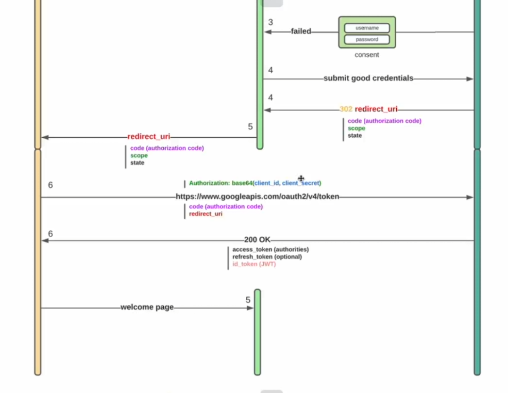 3
failed
username
password
consent
4
submit good credentials
4
302 redirect_uri
code (authorization code)
scope
state
5
redirect_uri
code (authorization code)
scope
state
6
Authorization: base64(client_id, client_secret)
https://www.googleapis.com/oauth2/v4/token
code (authorization code)
redirect_uri
6
200 OK
access_token (authorities)
refresh_token (optional)
id_token (JWT)
5
welcome page